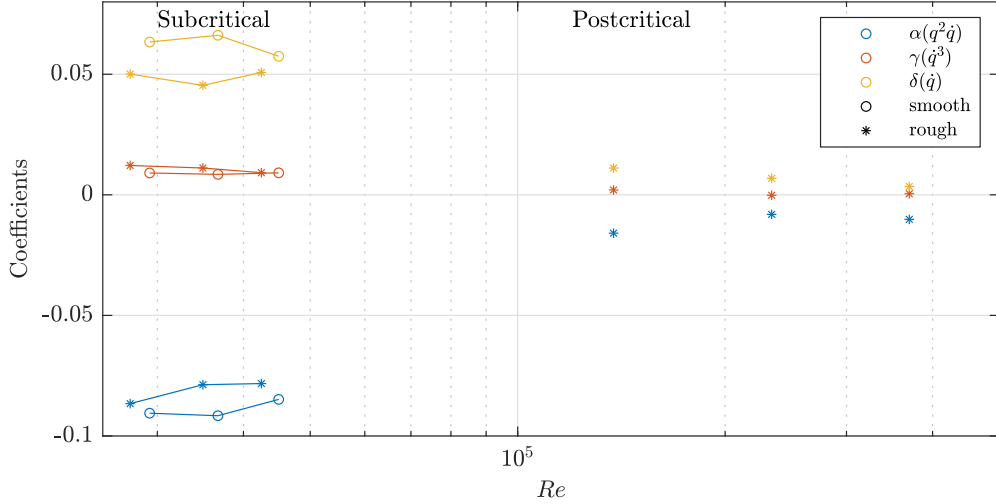 Subcritical
Postcritical
α(q²q̇)
γ(q̇³)
δ(q̇)
smooth
rough
0.05
0
-0.05
-0.1
Coefficients
10⁵
Re